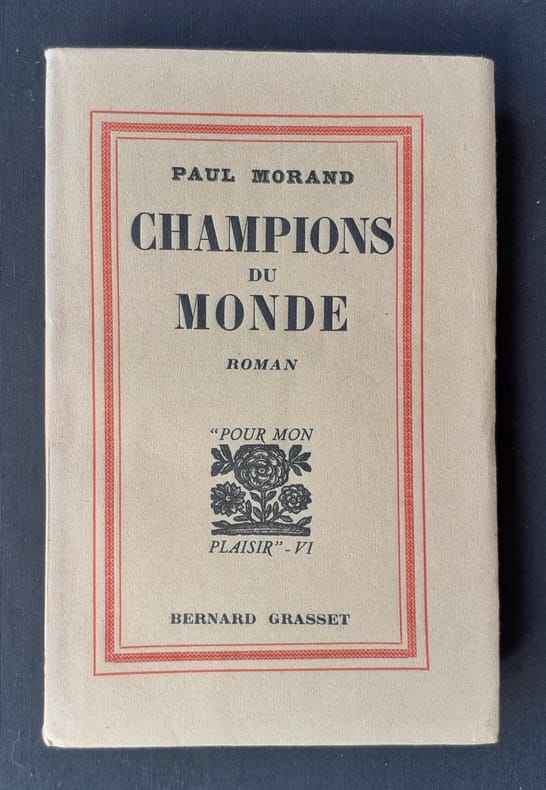 PAUL MORAND
CHAMPIONS
DU
MONDE
ROMAN
“POUR MON
PLAISIR” - VI
BERNARD GRASSET